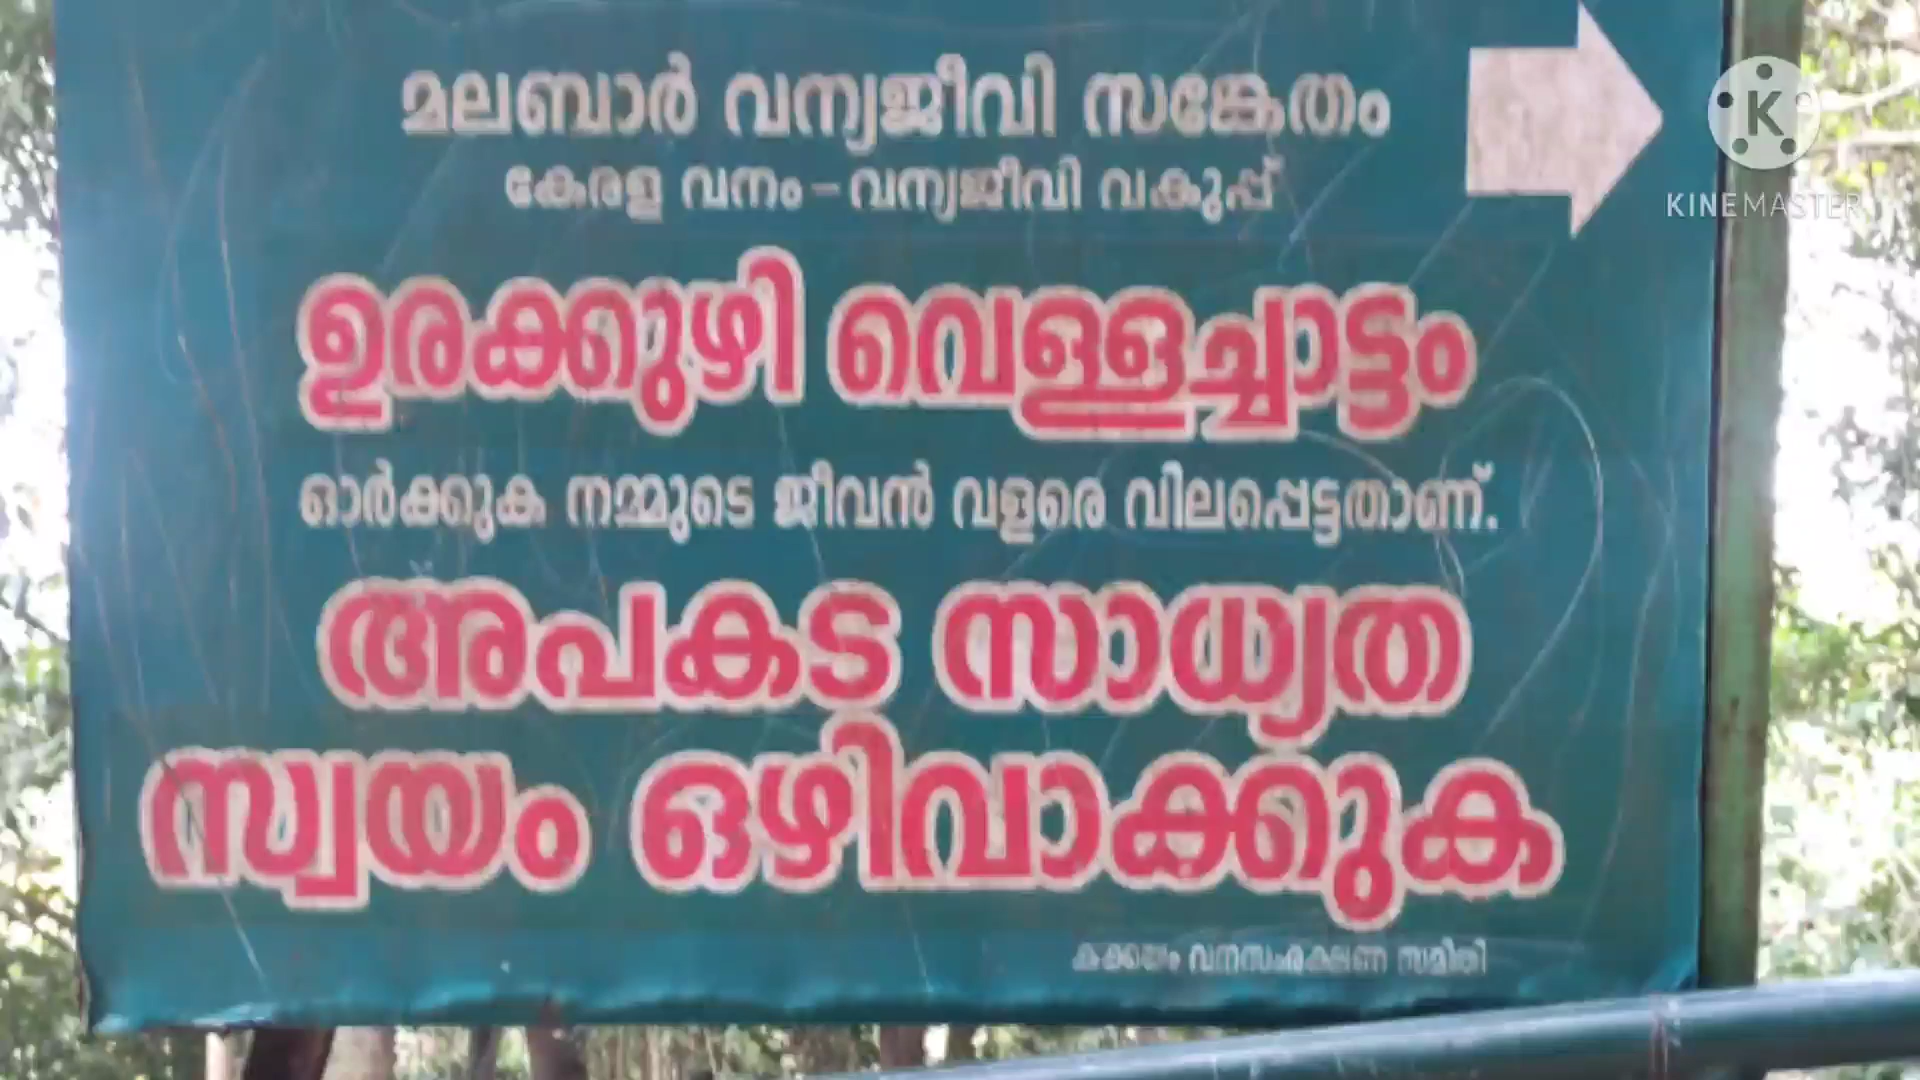 മലബാർ വന്യജീവി സങ്കേതം
കേരള വനം - വന്യജീവി വകുപ്പ്
ഉരക്കുഴി വെള്ളച്ചാട്ടം
ഓർക്കുക നമ്മുടെ ജീവൻ വളരെ വിലപ്പെട്ടതാണ്.
അപകട സാധ്യത
സ്വയം ഒഴിവാക്കുക
കക്കയം വനസംരക്ഷണ സമിതി
K
KINEMASTER